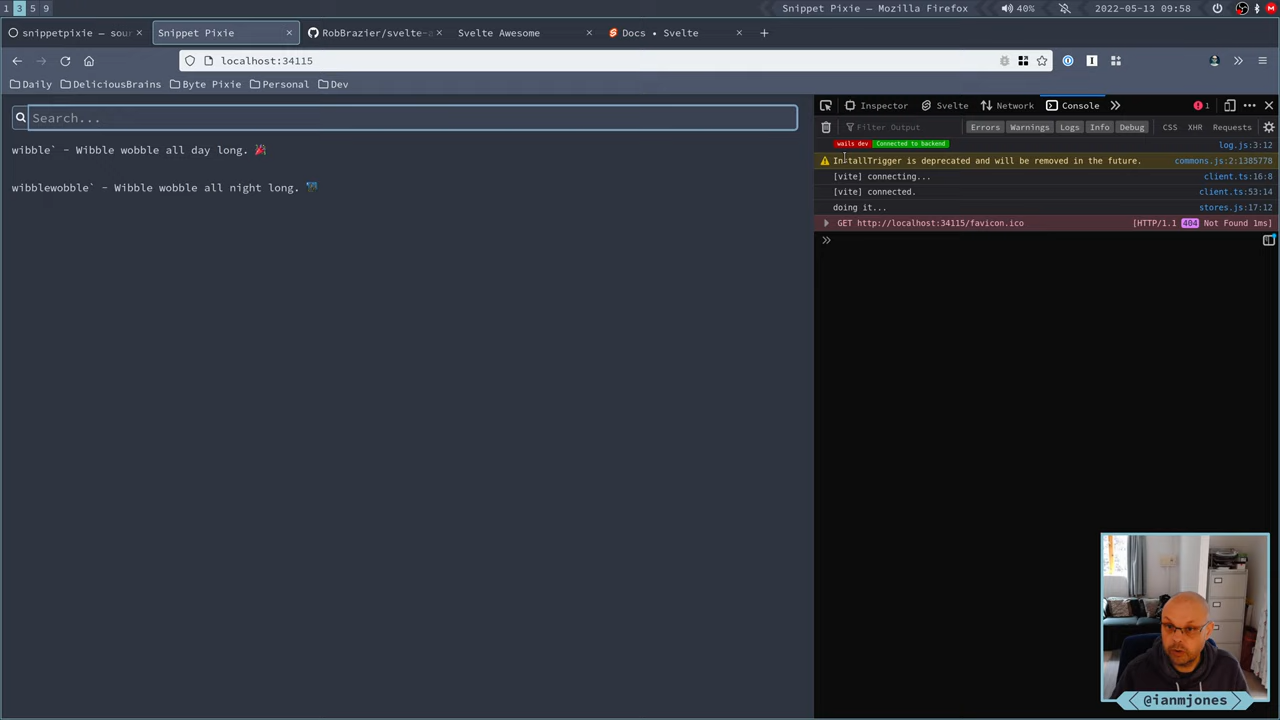 1 3 5 9
Snippet Pixie — Mozilla Firefox
40%
2022-05-13 09:58
snippetpixie — sour
Snippet Pixie
RobBrazier/svelte-a
Svelte Awesome
Docs • Svelte
localhost:34115
Daily DeliciousBrains Byte Pixie Personal Dev
Search...
wibble` - Wibble wobble all day long. 🎉
wibblewobble` - Wibble wobble all night long.
Inspector Svelte Network Console 1
Filter Output
Errors Warnings Logs Info Debug CSS XHR Requests
wails dev Connected to backend log.js:3:12
InstallTrigger is deprecated and will be removed in the future. commons.js:2:1385778
[vite] connecting... client.ts:16:8
[vite] connected. client.ts:53:14
doing it... stores.js:17:12
GET http://localhost:34115/favicon.ico [HTTP/1.1 404 Not Found 1ms]
@ianmjones